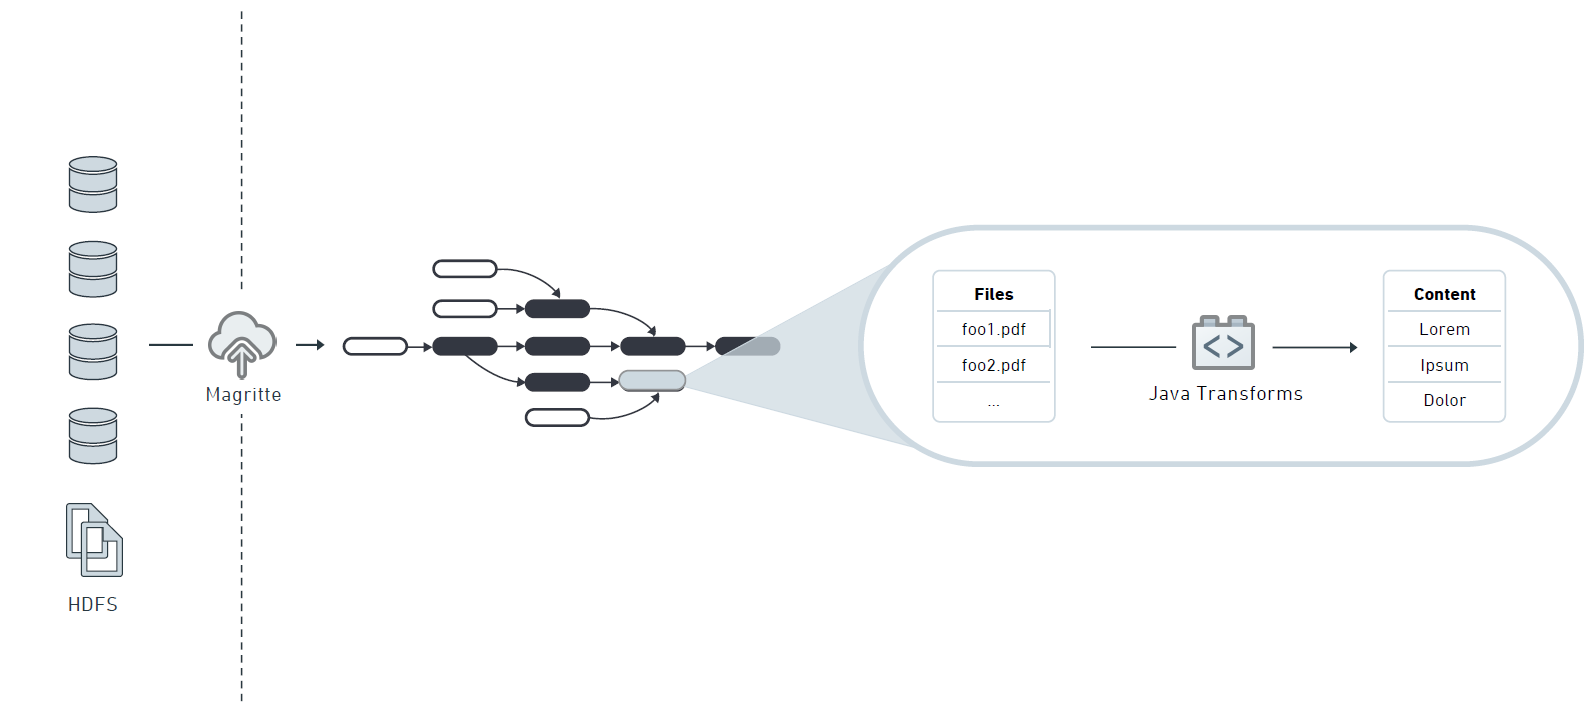 HDFS
Magritte
Files
foo1.pdf
foo2.pdf
...
Java Transforms
Content
Lorem
Ipsum
Dolor